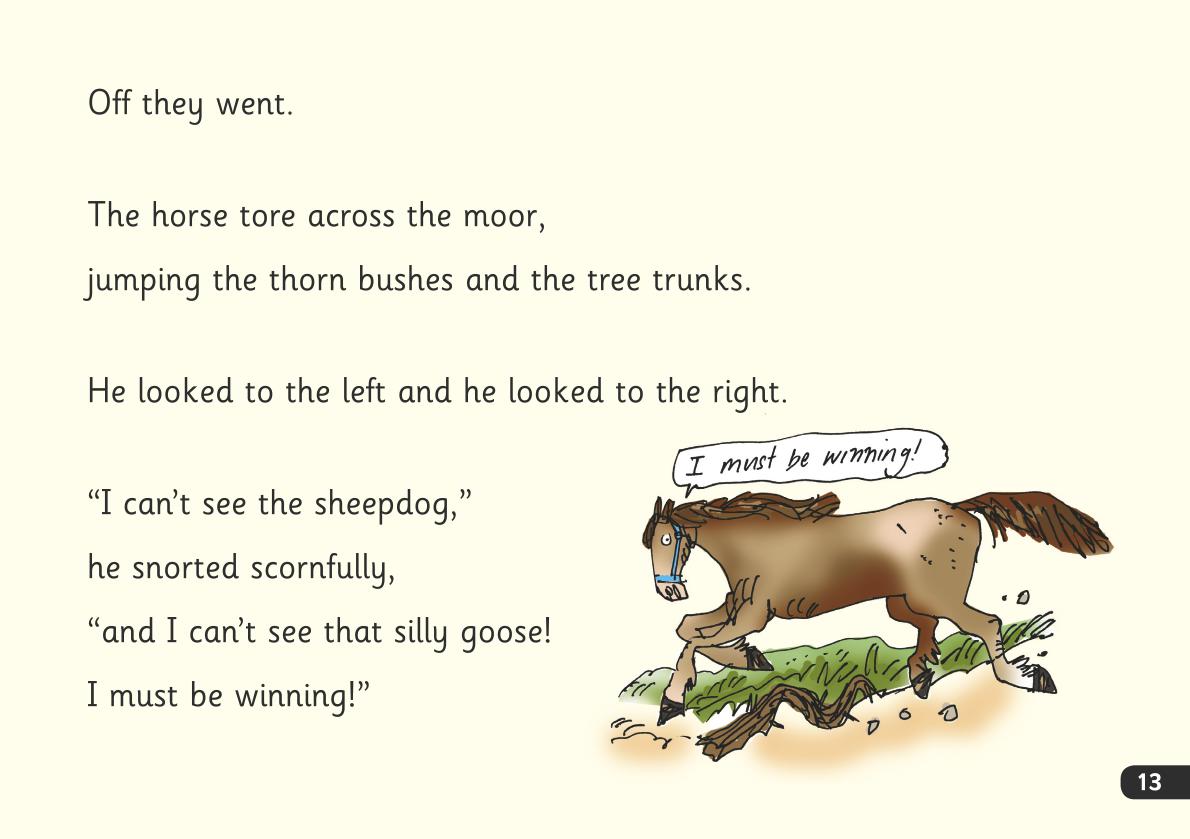 Off they went.
The horse tore across the moor,
jumping the thorn bushes and the tree trunks.
He looked to the left and he looked to the right.
I must be winning!
“I can’t see the sheepdog,”
he snorted scornfully,
“and I can’t see that silly goose!
I must be winning!”
13